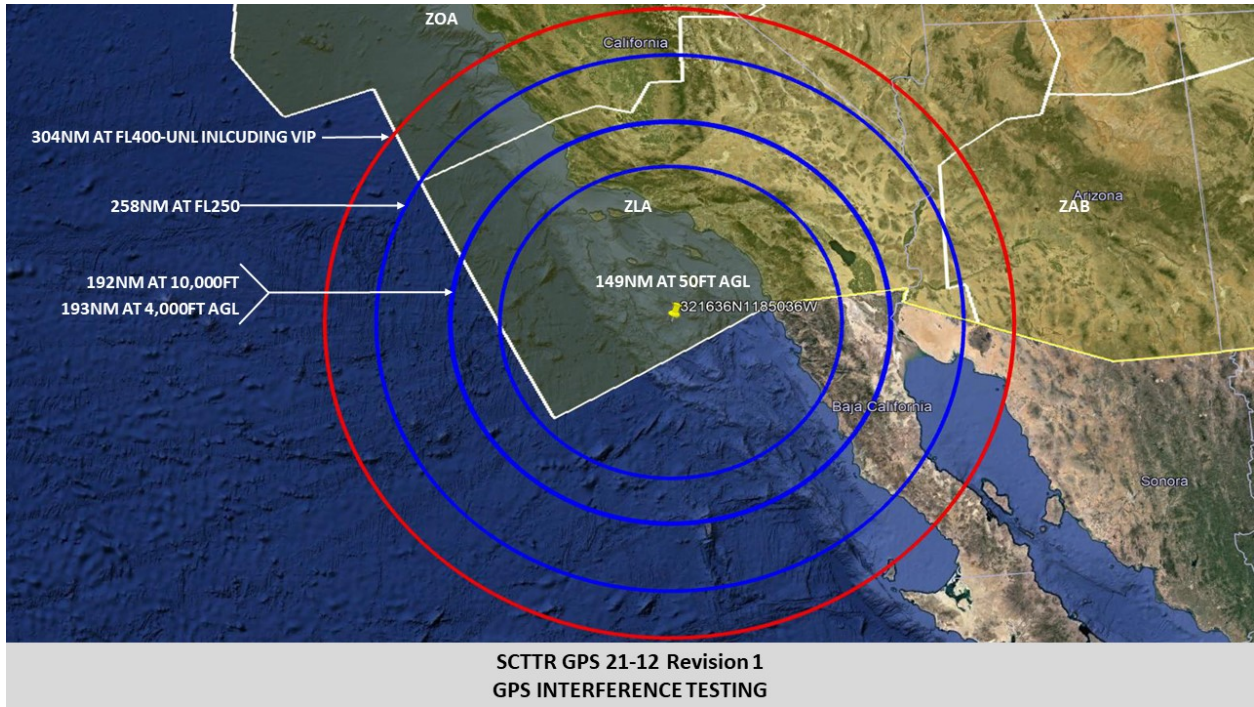 ZOA
California
304NM AT FL400-UNL INLCUDING VIP
258NM AT FL250
ZLA
Arizona
ZAB
192NM AT 10,000FT
193NM AT 4,000FT AGL
149NM AT 50FT AGL
321636N1185036W
Baja California
Sonora
SCTTR GPS 21-12 Revision 1
GPS INTERFERENCE TESTING